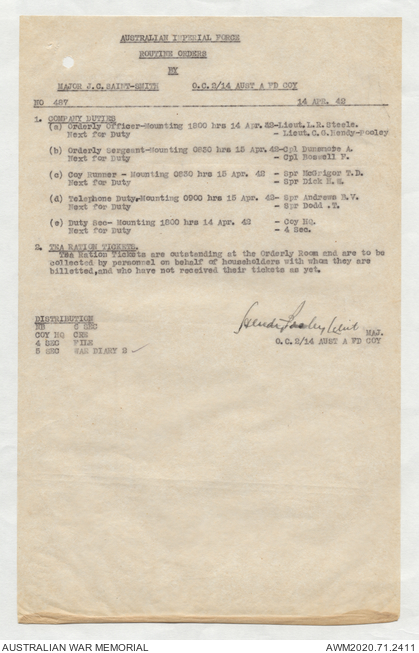 AUSTRALIAN IMPERIAL FORCE
ROUTINE ORDERS
BY
MAJOR J.C. SAINT-SMITH O.C. 2/14 AUST A FD COY
NO 487 14 APR. 42
1. COMPANY DUTIES
(a) Orderly Officer-Mounting 1800 hrs 14 Apr. 42-Lieut. L.R. Steele.
Next for Duty - Lieut. C.G. Hendy-Pooley
(b) Orderly Sergeant-Mounting 0830 hrs 15 Apr. 42-Cpl Dunsmore A.
Next for Duty - Cpl Boswell F.
(c) Coy Runner - Mounting 0830 hrs 15 Apr. 42 - Spr McGrigor T.D.
Next for Duty - Spr Dick H.
(d) Telephone Duty-Mounting 0900 hrs 15 Apr. 42- Spr Andrews B.V.
Next for Duty - Spr Dodd .T.
(e) Duty Sec- Mounting 1800 hrs 14 Apr. 42 - Coy HQ.
Next for Duty - 4 Sec.
2. TEA RATION TICKETS.
Tea Ration Tickets are outstanding at the Orderly Room and are to be
collected by personnel on behalf of householders with whom they are
billetted, and who have not received their tickets as yet.
DISTRIBUTION
NB 6 SEC
COY HQ
4 SEC FILE
5 SEC WAR DIARY 2 ✓
Hendy Pooley Lieut MAJ.
O.C. 2/14 AUST A FD COY
AUSTRALIAN WAR MEMORIAL AWM2020.71.2411